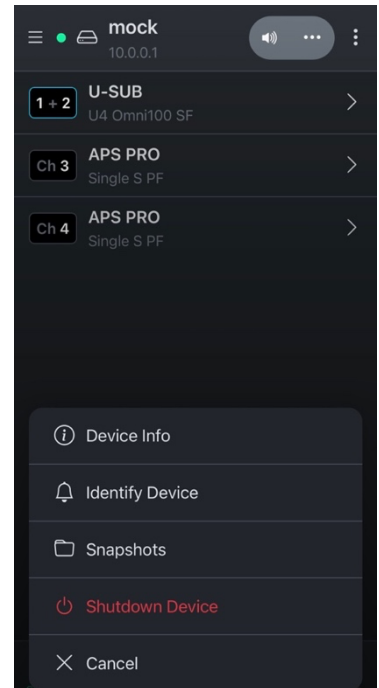 mock
10.0.0.1
1 + 2
U-SUB
U4 Omni100 SF
Ch 3
APS PRO
Single S PF
Ch 4
APS PRO
Single S PF
Device Info
Identify Device
Snapshots
Shutdown Device
Cancel